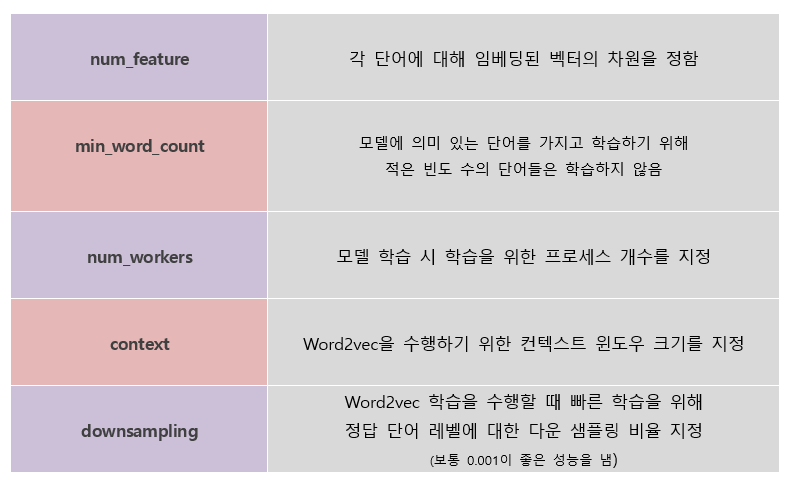 num_feature
각 단어에 대해 임베딩된 벡터의 차원을 정함
min_word_count
모델에 의미 있는 단어를 가지고 학습하기 위해
적은 빈도 수의 단어들은 학습하지 않음
num_workers
모델 학습 시 학습을 위한 프로세스 개수를 지정
context
Word2vec을 수행하기 위한 컨텍스트 윈도우 크기를 지정
downsampling
Word2vec 학습을 수행할 때 빠른 학습을 위해
정답 단어 레벨에 대한 다운 샘플링 비율 지정
(보통 0.001이 좋은 성능을 냄)